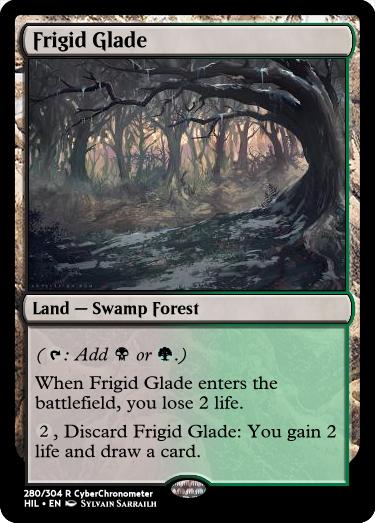 Frigid Glade
Land — Swamp Forest
( : Add or .)
When Frigid Glade enters the
battlefield, you lose 2 life.
2 , Discard Frigid Glade: You gain 2
life and draw a card.
280/304 R CyberChronometer
HIL • EN Sylvain Sarrailh